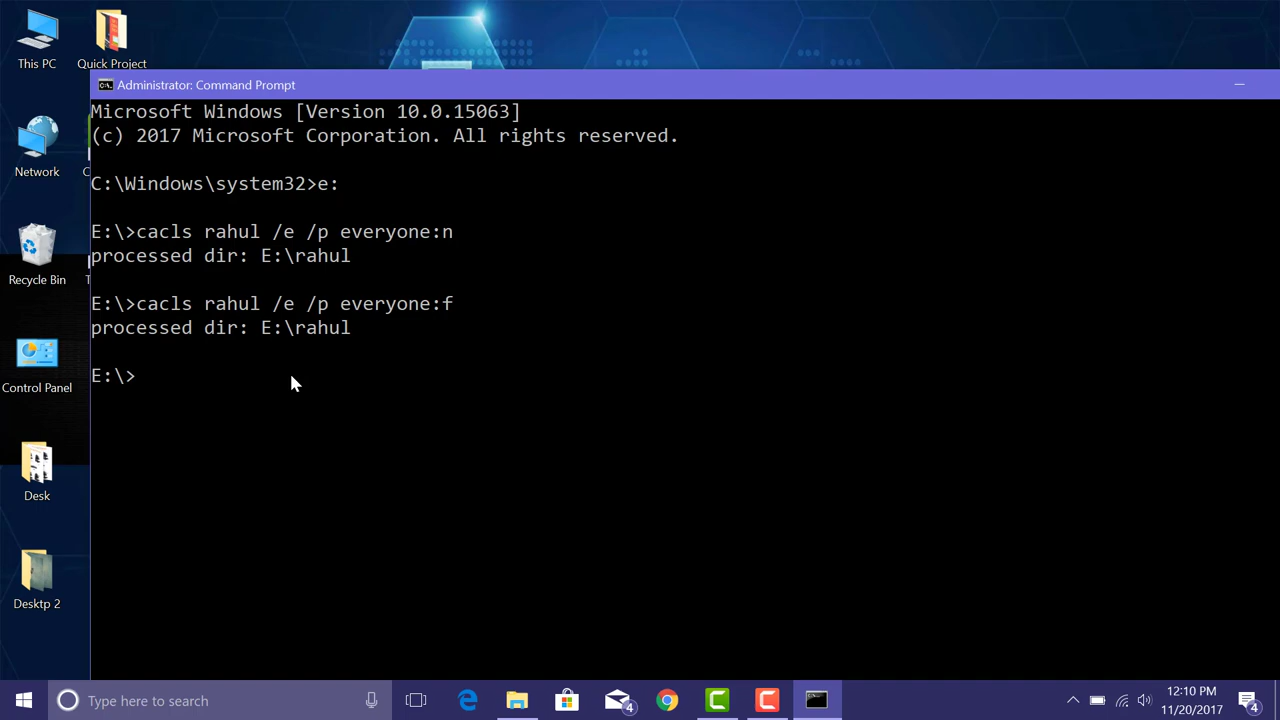 This PC
Quick Project
Administrator: Command Prompt
Microsoft Windows [Version 10.0.15063]
(c) 2017 Microsoft Corporation. All rights reserved.
C:\Windows\system32>e:
E:\>cacls rahul /e /p everyone:n
processed dir: E:\rahul
E:\>cacls rahul /e /p everyone:f
processed dir: E:\rahul
E:\>
Network
C
Recycle Bin
T
Control Panel
Desk
Desktp 2
Type here to search
4
12:10 PM
11/20/2017
4